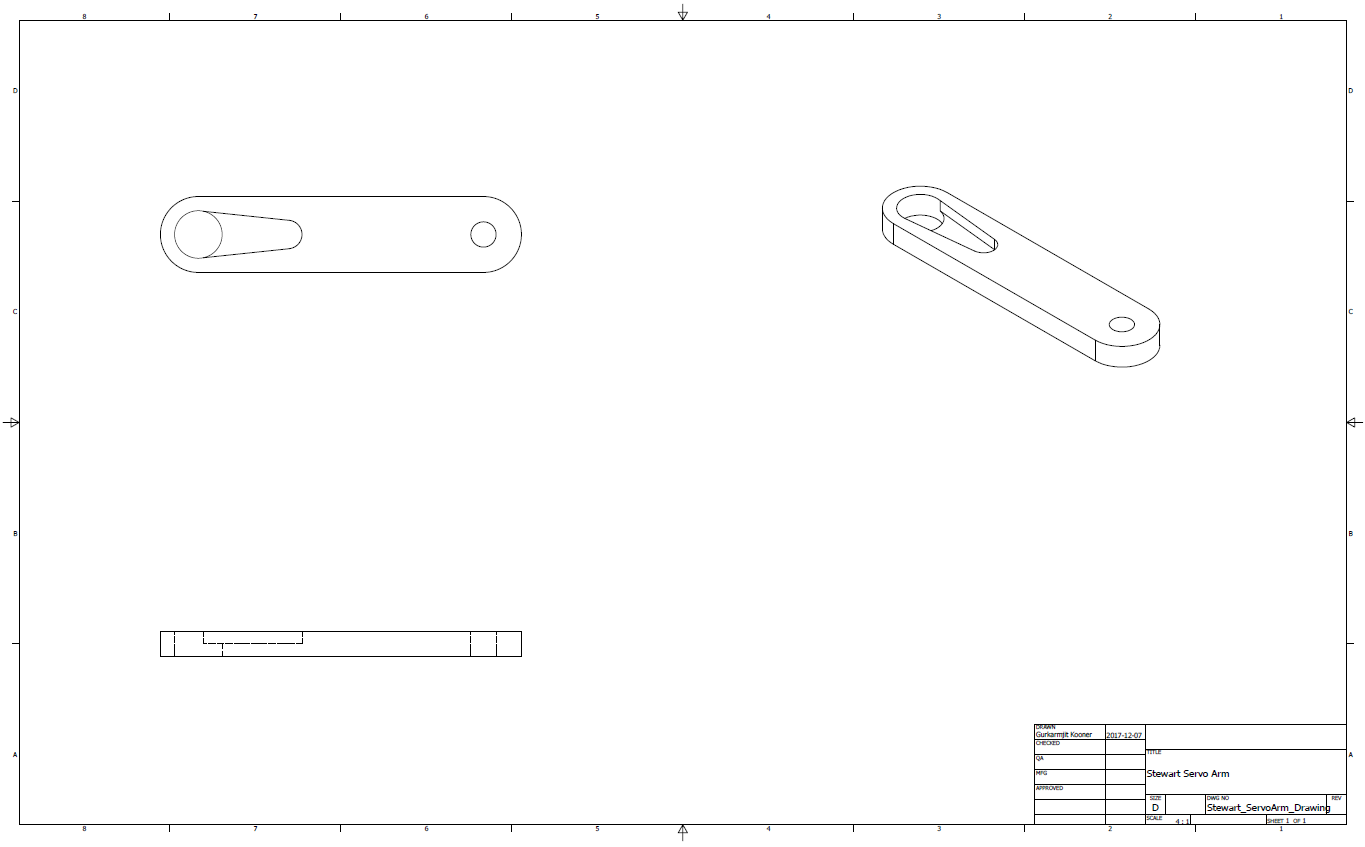 8 7 6 5 4 3 2 1
D D
C C
B B
A A
DRAWN
Gurkarmjit Kooner 2017-12-07
CHECKED
QA
MFG
APPROVED
TITLE
Stewart Servo Arm
SIZE
D
DWG NO
Stewart_ServoArm_Drawing
REV
SCALE
4 : 1
SHEET 1 OF 1
8 7 6 5 4 3 2 1